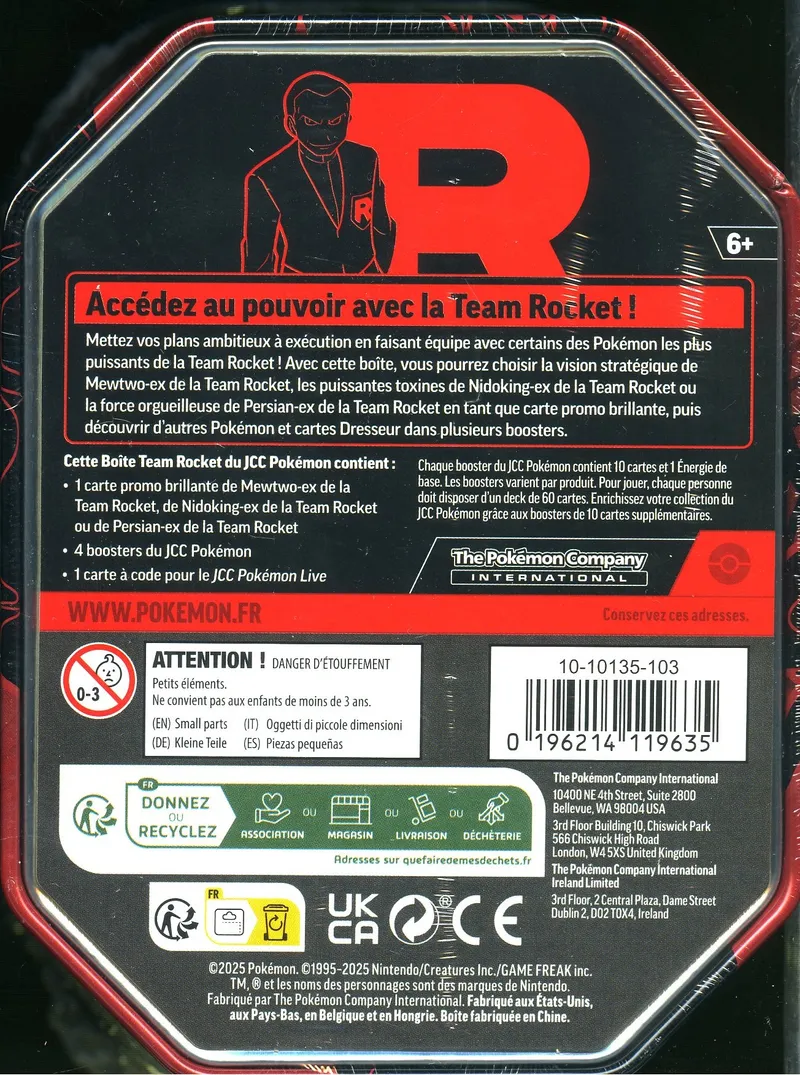 R
R
6+
Accédez au pouvoir avec la Team Rocket !
Mettez vos plans ambitieux à exécution en faisant équipe avec certains des Pokémon les plus
puissants de la Team Rocket ! Avec cette boîte, vous pourrez choisir la vision stratégique de
Mewtwo-ex de la Team Rocket, les puissantes toxines de Nidoking-ex de la Team Rocket ou
la force orgueilleuse de Persian-ex de la Team Rocket en tant que carte promo brillante, puis
découvrir d'autres Pokémon et cartes Dresseur dans plusieurs boosters.
Cette Boîte Team Rocket du JCC Pokémon contient :
• 1 carte promo brillante de Mewtwo-ex de la
Team Rocket, de Nidoking-ex de la Team Rocket
ou de Persian-ex de la Team Rocket
• 4 boosters du JCC Pokémon
• 1 carte à code pour le JCC Pokémon Live
Chaque booster du JCC Pokémon contient 10 cartes et 1 Énergie de
base. Les boosters varient par produit. Pour jouer, chaque personne
doit disposer d'un deck de 60 cartes. Enrichissez votre collection du
JCC Pokémon grâce aux boosters de 10 cartes supplémentaires.
The Pokémon Company
INTERNATIONAL
WWW.POKEMON.FR
Conservez ces adresses.
0-3
ATTENTION ! DANGER D'ÉTOUFFEMENT
Petits éléments.
Ne convient pas aux enfants de moins de 3 ans.
(EN) Small parts (IT) Oggetti di piccole dimensioni
(DE) Kleine Teile (ES) Piezas pequeñas
10-10135-103
0 196214 119635
FR
DONNEZ
OU
RECYCLEZ
ASSOCIATION OU MAGASIN OU LIVRAISON OU DÉCHÈTERIE
Adresses sur quefairedemesdechets.fr
The Pokémon Company International
10400 NE 4th Street, Suite 2800
Bellevue, WA 98004 USA
3rd Floor Building 10, Chiswick Park
566 Chiswick High Road
London, W4 5XS United Kingdom
The Pokémon Company International
Ireland Limited
3rd Floor, 2 Central Plaza, Dame Street
Dublin 2, D02 T0X4, Ireland
FR
UK
CA
®
CE
©2025 Pokémon. ©1995-2025 Nintendo/Creatures Inc./GAME FREAK inc.
TM, ® et les noms des personnages sont des marques de Nintendo.
Fabriqué par The Pokémon Company International. Fabriqué aux États-Unis,
aux Pays-Bas, en Belgique et en Hongrie. Boîte fabriquée en Chine.